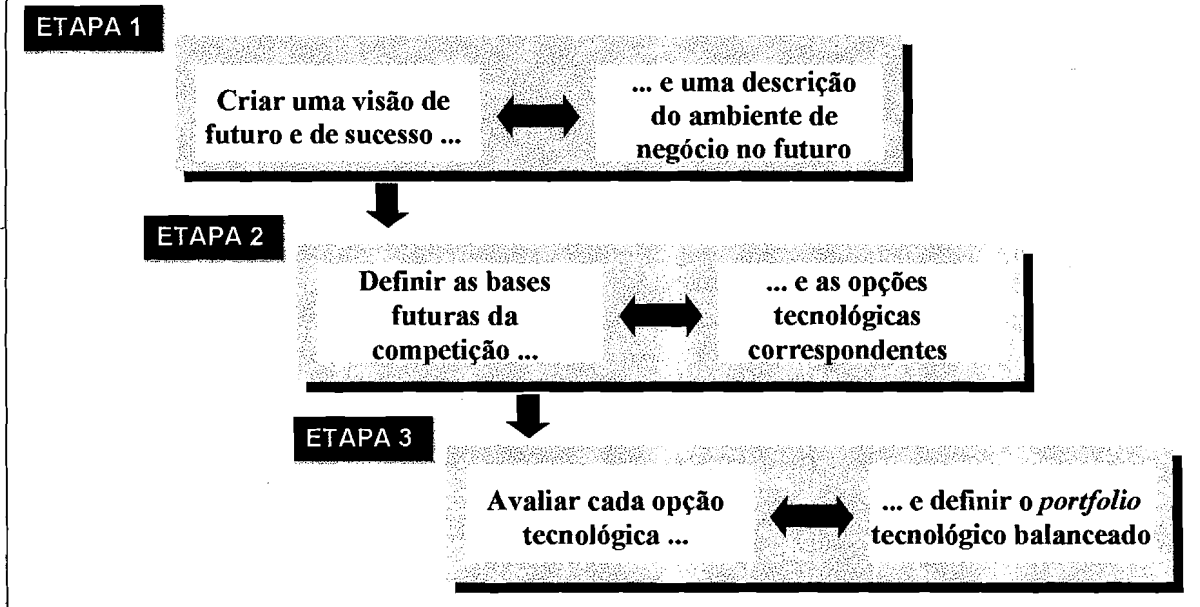 ETAPA 1
Criar uma visão de
futuro e de sucesso ...
... e uma descrição
do ambiente de
negócio no futuro
ETAPA 2
Definir as bases
futuras da
competição ...
... e as opções
tecnológicas
correspondentes
ETAPA 3
Avaliar cada opção
tecnológica ...
... e definir o portfolio
tecnológico balanceado